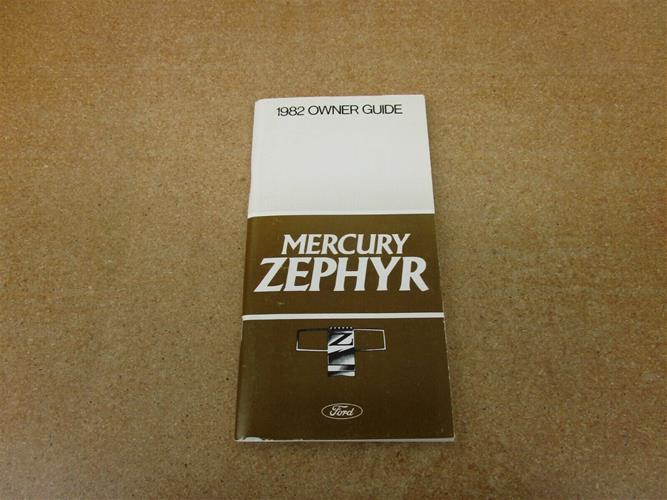 1982 OWNER GUIDE
MERCURY
ZEPHYR
Z
Ford